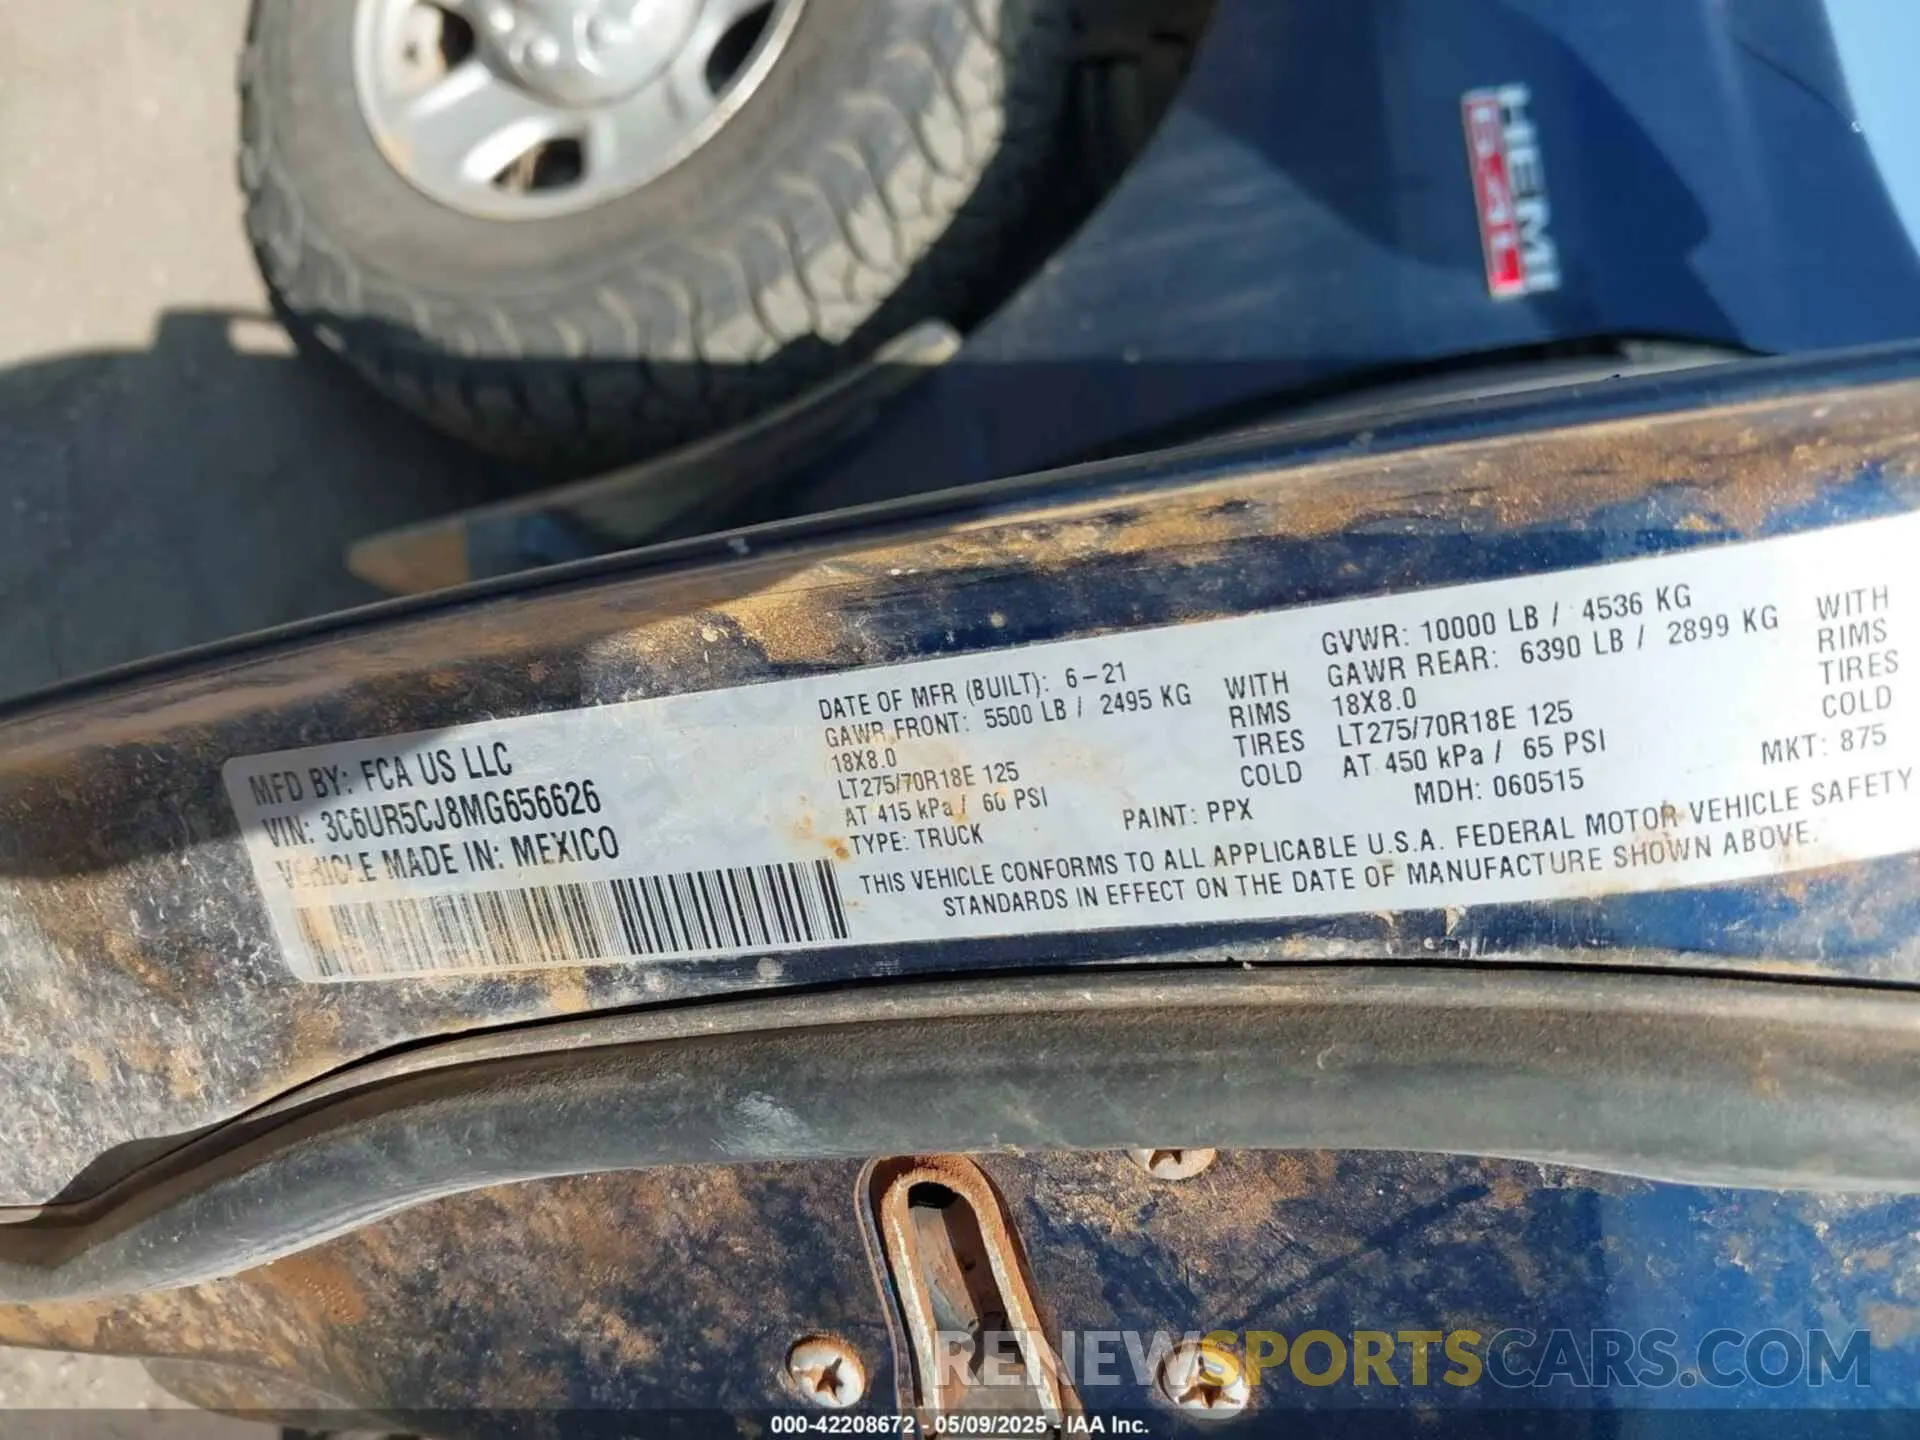 HEMI
6.4L
MFD BY: FCA US LLC
VIN: 3C6UR5CJ8MG656626
VEHICLE MADE IN: MEXICO
DATE OF MFR (BUILT): 6-21
GAWR FRONT: 5500 LB / 2495 KG WITH
18X8.0 RIMS
LT275/70R18E 125 TIRES
AT 415 kPa / 60 PSI COLD
TYPE: TRUCK PAINT: PPX
GVWR: 10000 LB / 4536 KG
GAWR REAR: 6390 LB / 2899 KG WITH
18X8.0 RIMS
LT275/70R18E 125 TIRES
AT 450 kPa / 65 PSI COLD
MDH: 060515 MKT: 875
THIS VEHICLE CONFORMS TO ALL APPLICABLE U.S.A. FEDERAL MOTOR VEHICLE SAFETY
STANDARDS IN EFFECT ON THE DATE OF MANUFACTURE SHOWN ABOVE.
RENEWSPORTSCARS.COM
000-42208672 - 05/09/2025 - IAA Inc.